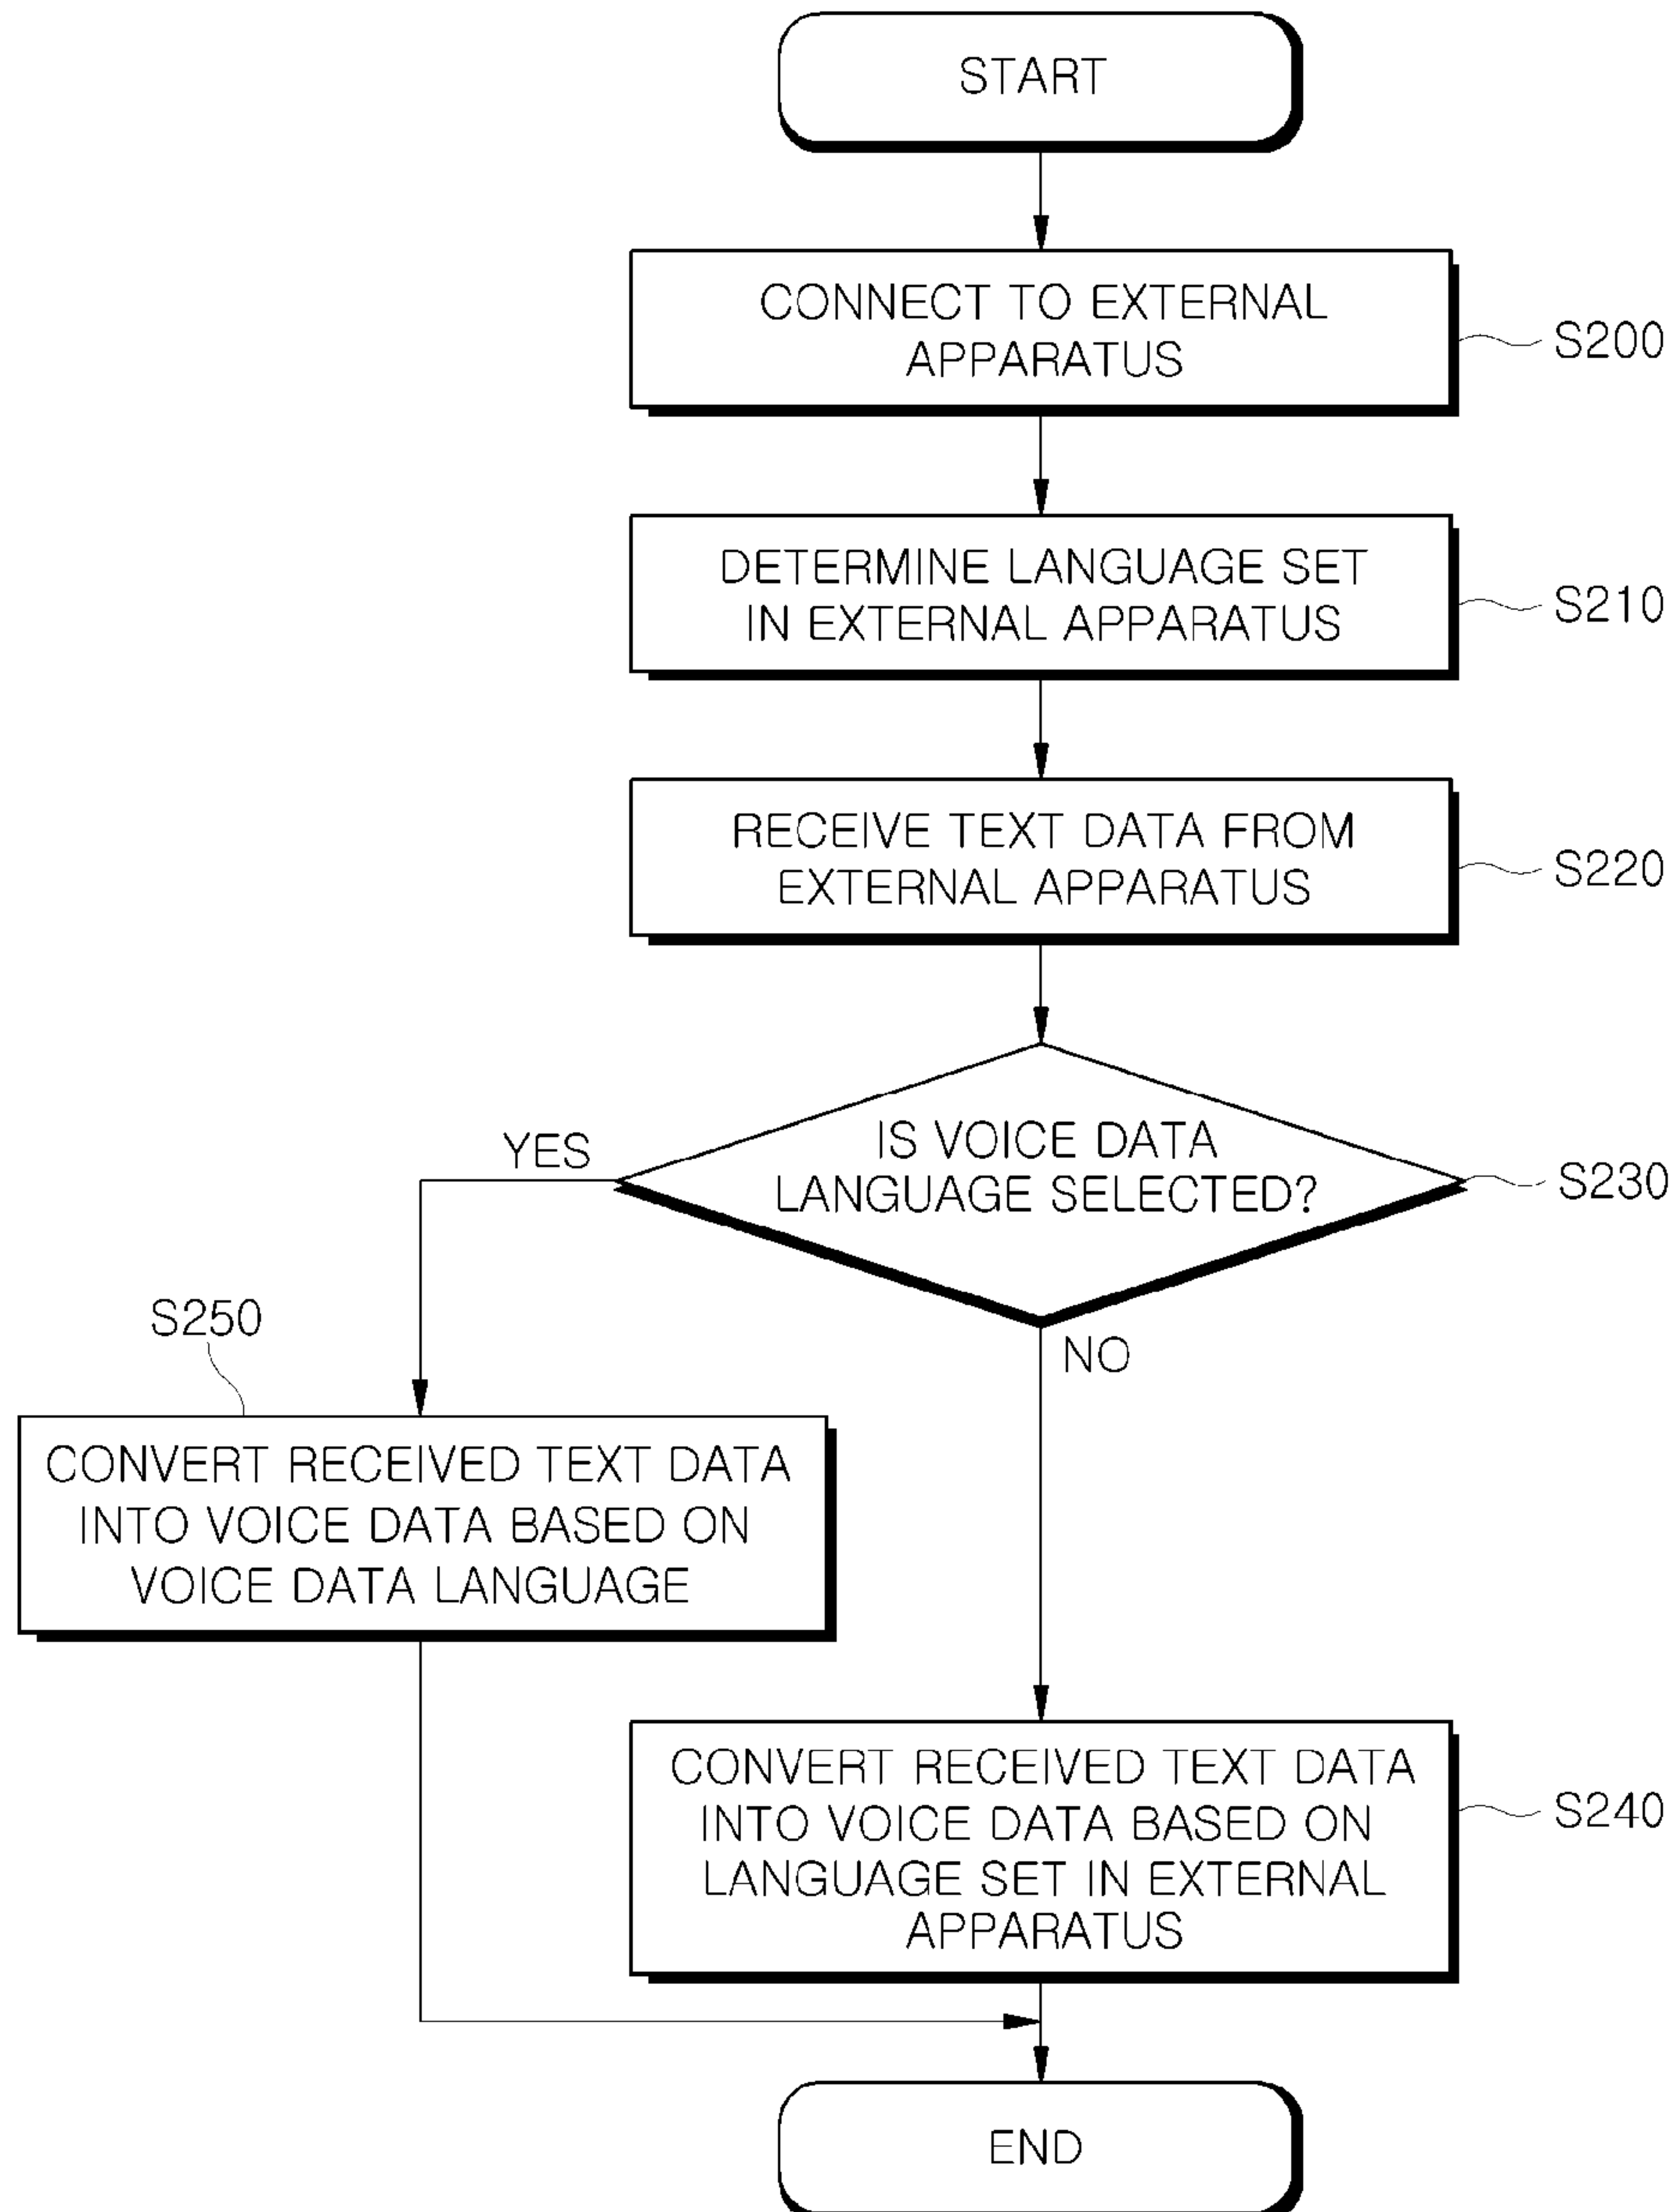 START
CONNECT TO EXTERNAL
APPARATUS
S200
DETERMINE LANGUAGE SET
IN EXTERNAL APPARATUS
S210
RECEIVE TEXT DATA FROM
EXTERNAL APPARATUS
S220
IS VOICE DATA
LANGUAGE SELECTED?
S230
YES
NO
S250
CONVERT RECEIVED TEXT DATA
INTO VOICE DATA BASED ON
VOICE DATA LANGUAGE
CONVERT RECEIVED TEXT DATA
INTO VOICE DATA BASED ON
LANGUAGE SET IN EXTERNAL
APPARATUS
S240
END